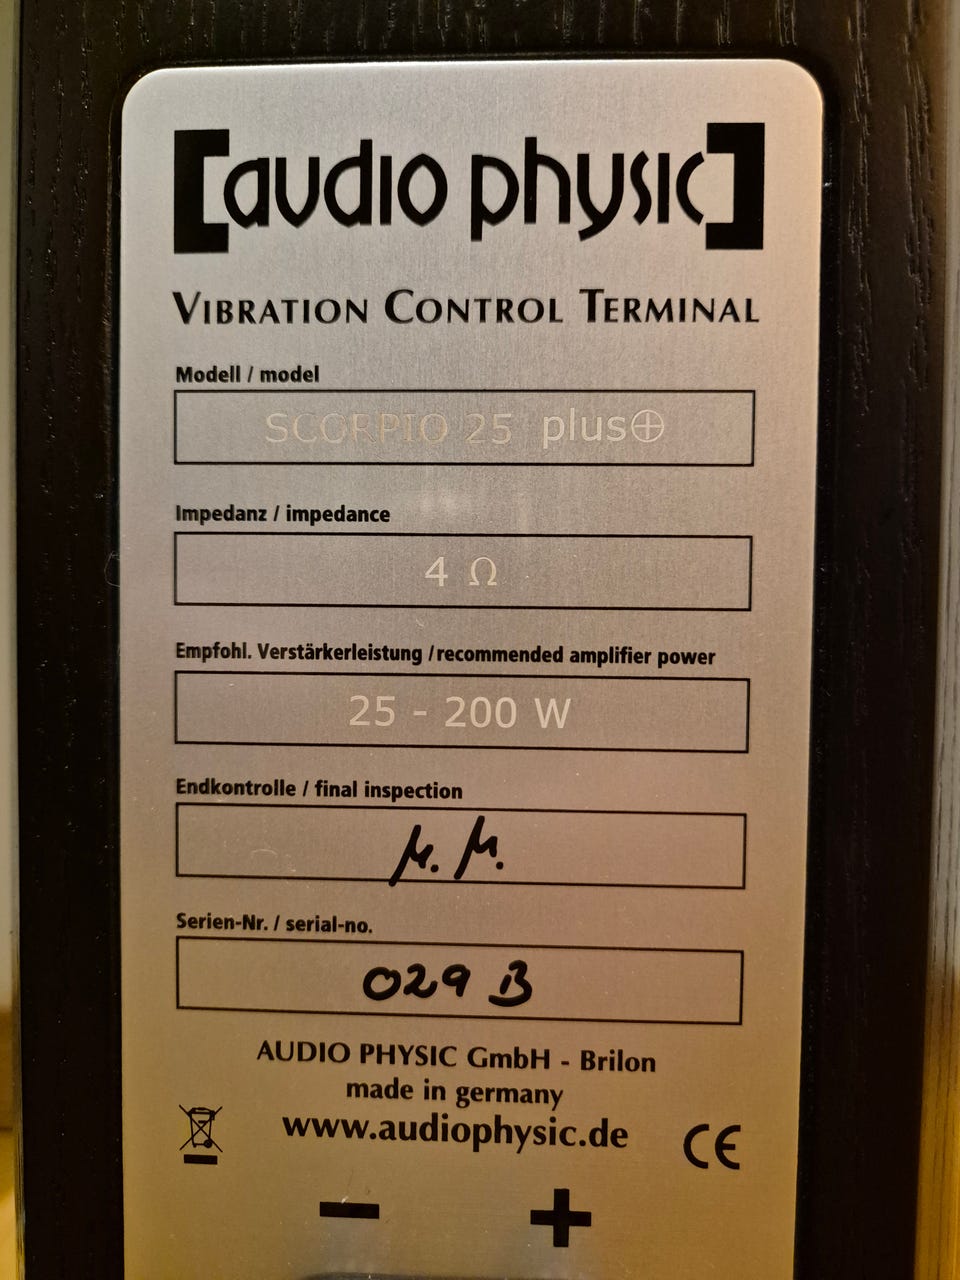 [audio physic]
VIBRATION CONTROL TERMINAL
Modell / model
SCORPIO 25 plus⊕
Impedanz / impedance
4 Ω
Empfohl. Verstärkerleistung / recommended amplifier power
25 - 200 W
Endkontrolle / final inspection
M. M.
Serien-Nr. / serial-no.
029 B
AUDIO PHYSIC GmbH - Brilon
made in germany
www.audiophysic.de
CE
− +